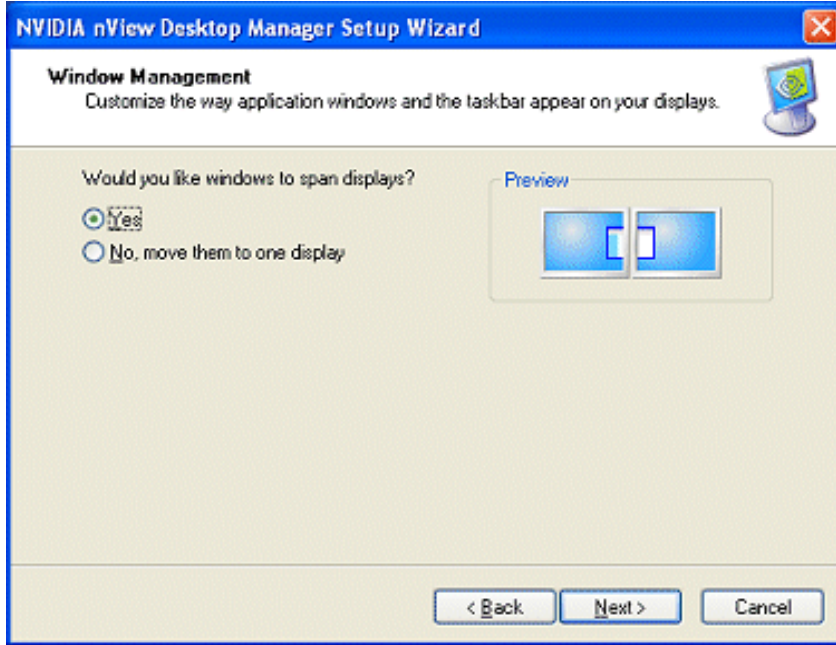 NVIDIA nView Desktop Manager Setup Wizard
Window Management
Customize the way application windows and the taskbar appear on your displays.
Would you like windows to span displays?
Preview
Yes
No, move them to one display
< Back
Next >
Cancel